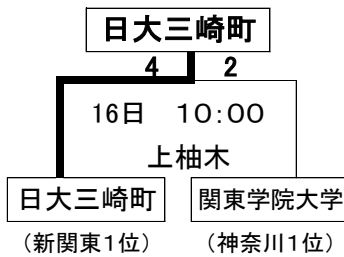 日大三崎町
4 2
16日 10:00
上柚木
日大三崎町 関東学院大学
(新関東1位) (神奈川1位)